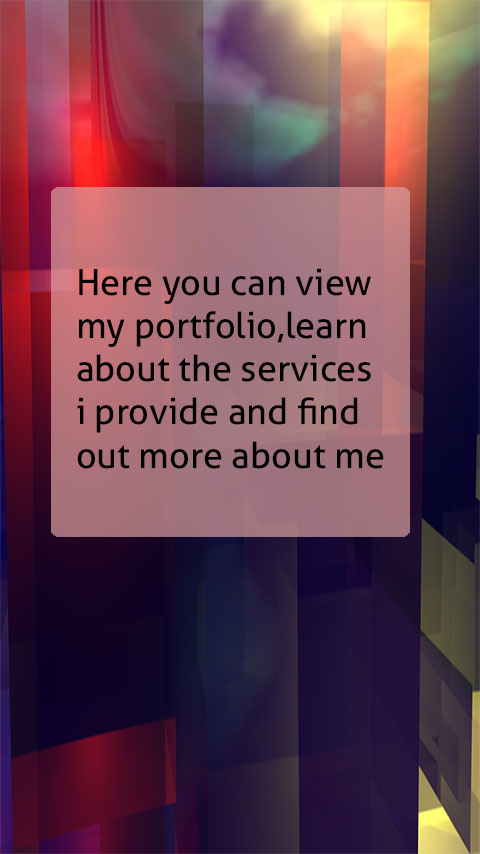 Here you can view
my portfolio,learn
about the services
i provide and find
out more about me